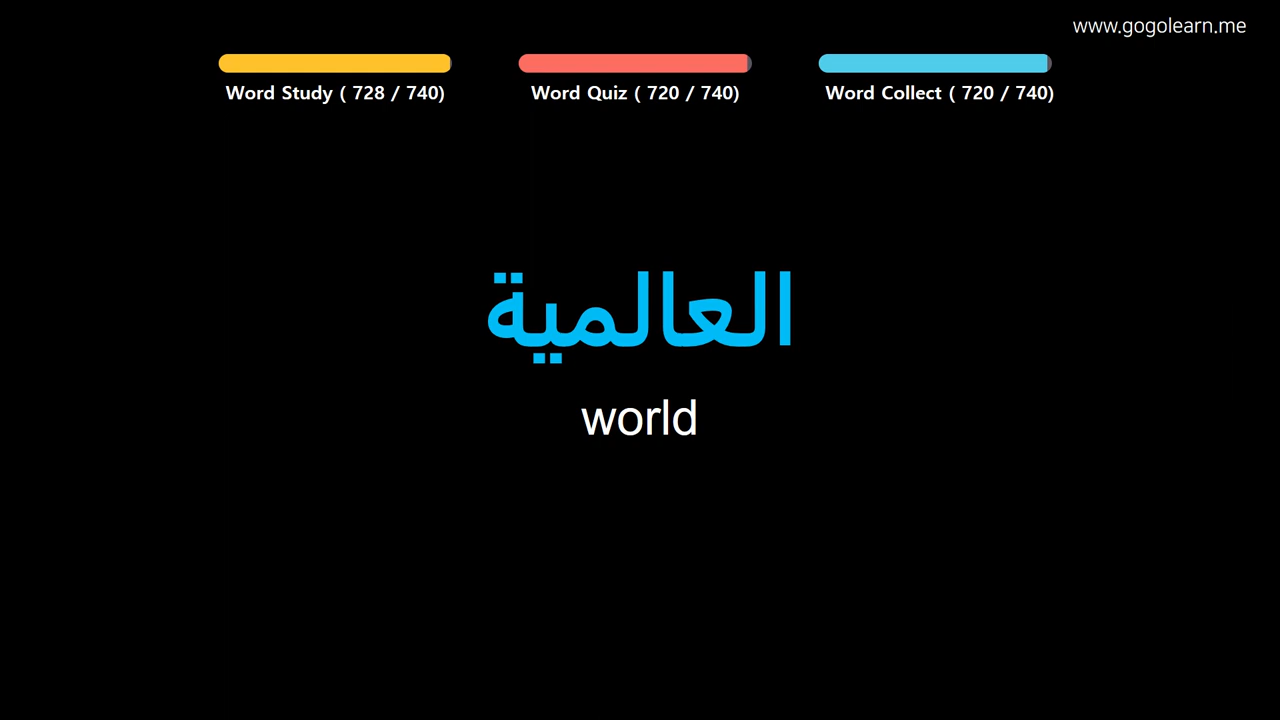 www.gogolearn.me
Word Study ( 728 / 740)
Word Quiz ( 720 / 740)
Word Collect ( 720 / 740)
العالمية
world